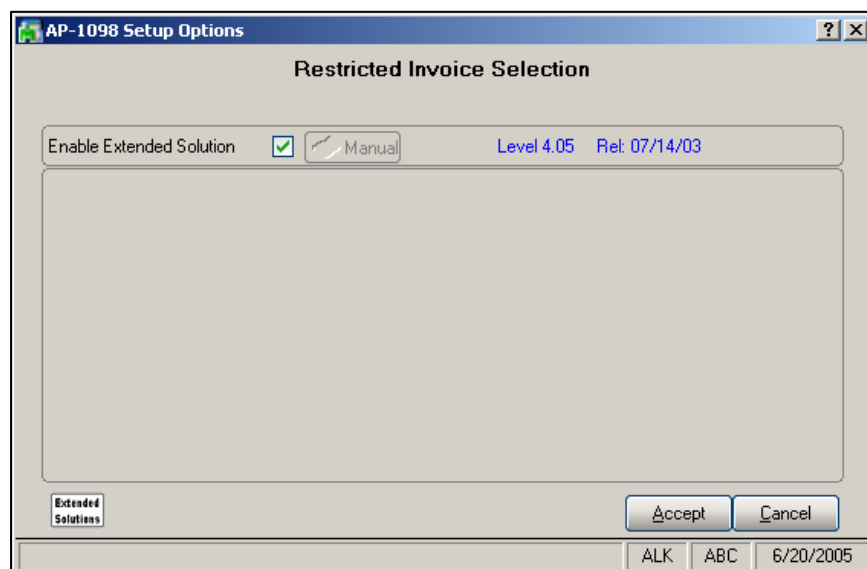 AP-1098 Setup Options
Restricted Invoice Selection
Enable Extended Solution Manual Level 4.05 Rel: 07/14/03
Extended
Solutions
Accept Cancel
ALK ABC 6/20/2005